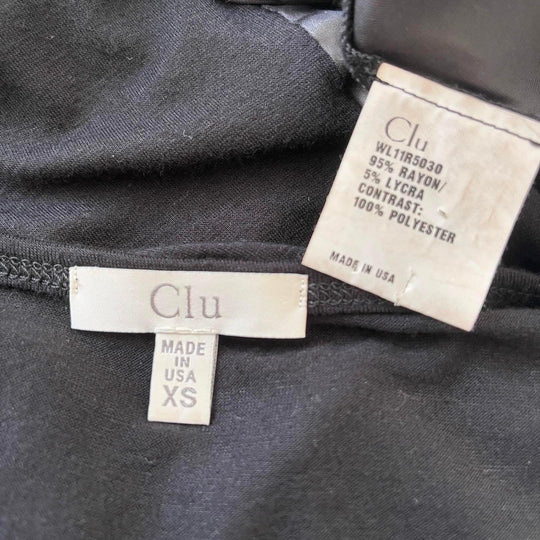 Clu
WL11R5030
95% RAYON/
5% LYCRA
CONTRAST:
100% POLYESTER
MADE IN USA
Clu
MADE
IN
USA
XS